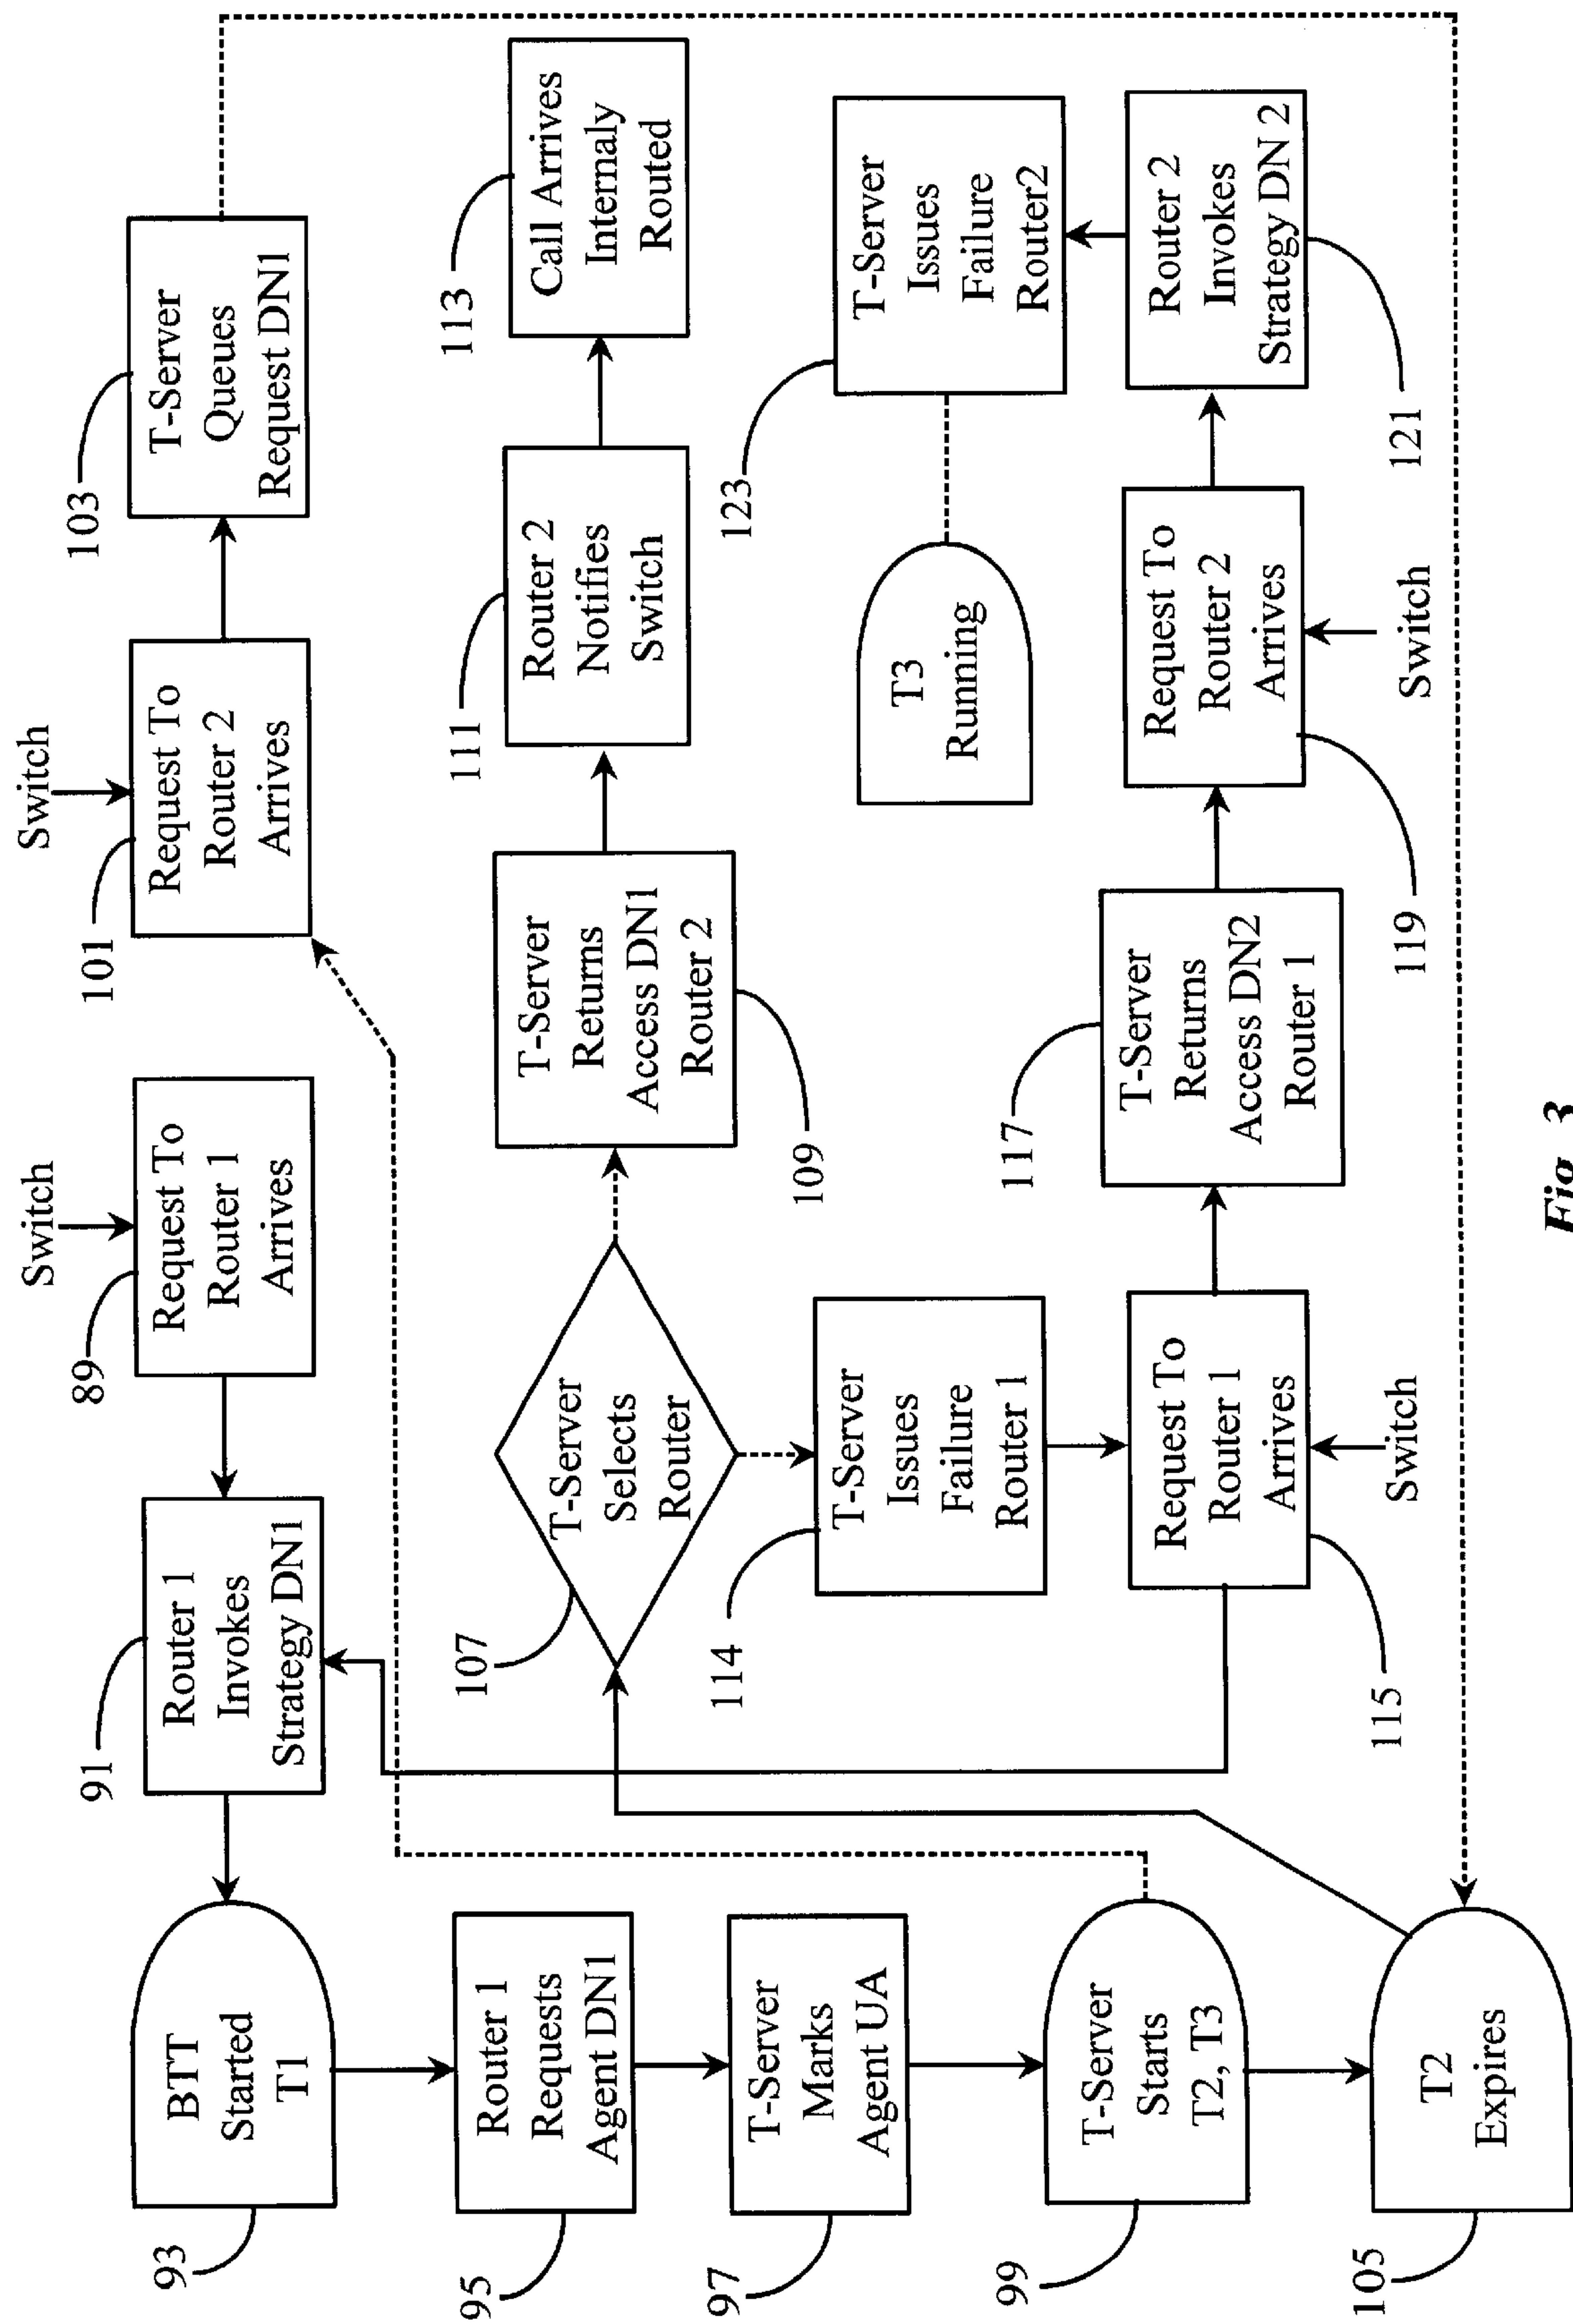 93
BTT
Started
T1
91
Router 1
Invokes
Strategy DN1
89
Switch
Request To
Router 1
Arrives
101
Switch
Request To
Router 2
Arrives
103
T-Server
Queues
Request DN1
95
Router 1
Requests
Agent DN1
107
T-Server
Selects
Router
T-Server
Returns
Access DN1
Router 2
109
111
Router 2
Notifies
Switch
113
Call Arrives
Internaly
Routed
97
T-Server
Marks
Agent UA
114
T-Server
Issues
Failure
Router 1
T3
Running
123
T-Server
Issues
Failure
Router2
99
T-Server
Starts
T2, T3
Request To
Router 1
Arrives
115
Switch
117
T-Server
Returns
Access DN2
Router 1
Request To
Router 2
Arrives
119
Switch
Router 2
Invokes
Strategy DN 2
121
105
T2
Expires
Fig. 3